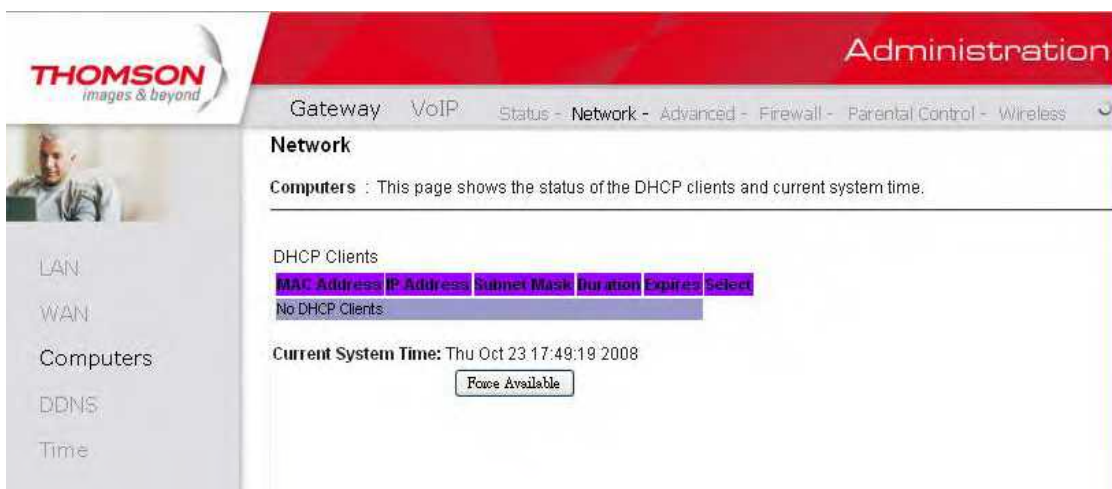 THOMSON
images & beyond
Administration
Gateway VoIP Status - Network - Advanced - Firewall - Parental Control - Wireless
Network
Computers : This page shows the status of the DHCP clients and current system time.
LAN
WAN
Computers
DDNS
Time
DHCP Clients
MAC Address IP Address Subnet Mask Duration Expires Select
No DHCP Clients
Current System Time: Thu Oct 23 17:49:19 2008
Force Available